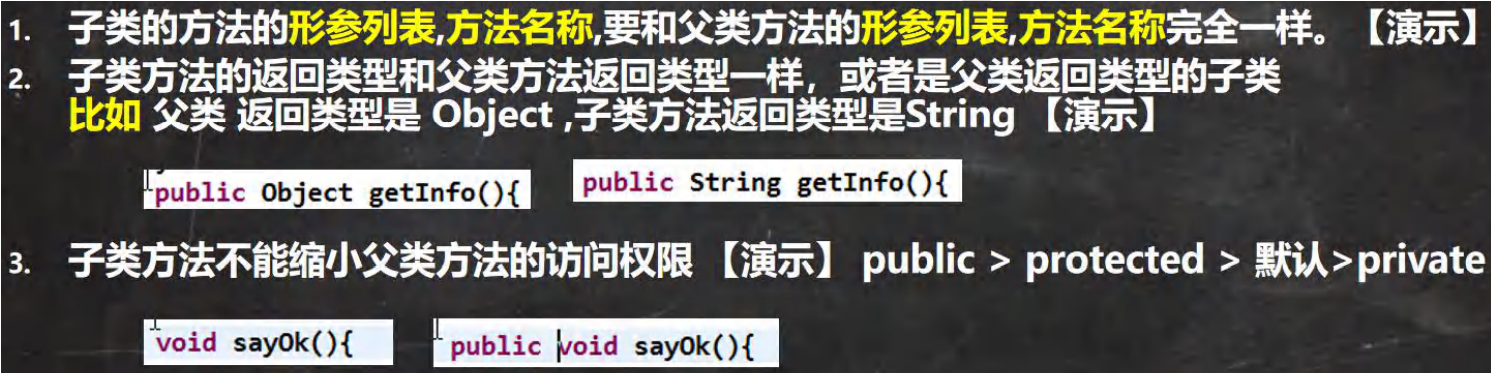 1. 子类的方法的形参列表,方法名称,要和父类方法的形参列表,方法名称完全一样。【演示】
2. 子类方法的返回类型和父类方法返回类型一样，或者是父类返回类型的子类
比如 父类 返回类型是 Object ,子类方法返回类型是String 【演示】
public Object getInfo(){ public String getInfo(){
3. 子类方法不能缩小父类方法的访问权限 【演示】 public > protected > 默认>private
void sayOk(){ public void sayOk(){